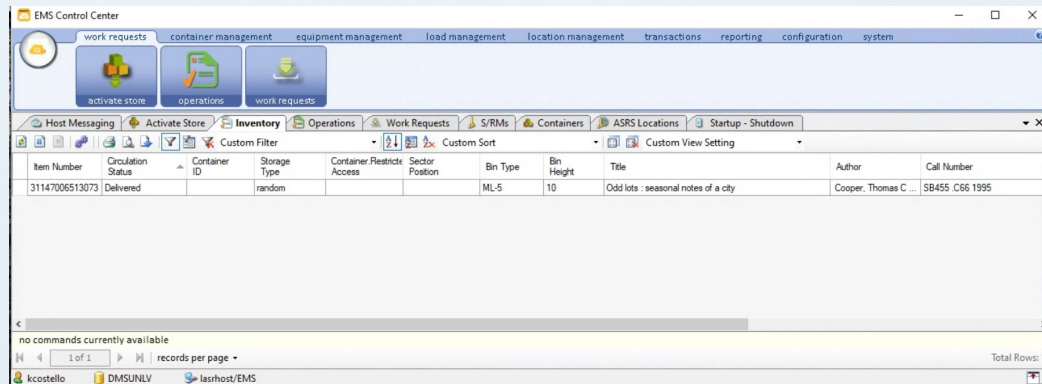 EMS Control Center
work requests container management equipment management load management location management transactions reporting configuration system
activate store operations work requests
Host Messaging Activate Store Inventory Operations Work Requests S/RMs Containers ASRS Locations Startup - Shutdown
Custom Filter Custom Sort Custom View Setting
Item Number Circulation Status Container ID Storage Type Container.Restricte Access Sector Position Bin Type Bin Height Title Author Call Number
31147006513073 Delivered random ML-5 10 Odd lots : seasonal notes of a city Cooper, Thomas C ... SB455 .C66 1995
no commands currently available
1 of 1 records per page Total Rows:
kcostello DMSUNLV lasrhost/EMS